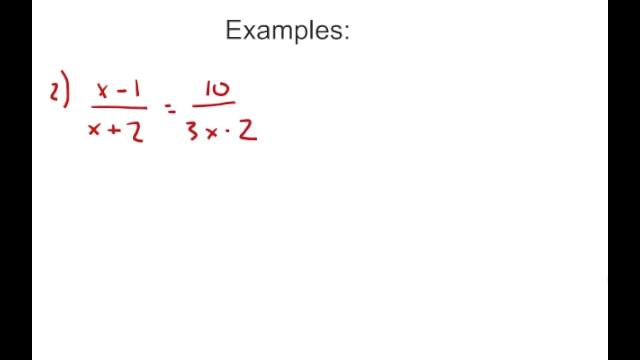 Examples:
2) x - 1 / x + 2 = 10 / 3x - 2